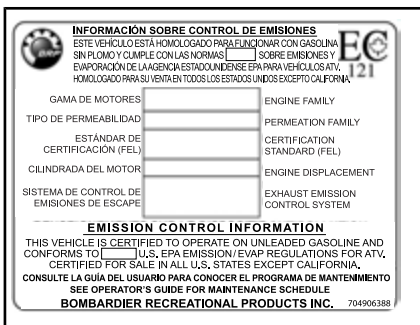 INFORMACIÓN SOBRE CONTROL DE EMISIONES
ESTE VEHÍCULO ESTÁ HOMOLOGADO PARA FUNCIONAR CON GASOLINA
SIN PLOMO Y CUMPLE CON LAS NORMAS SOBRE EMISIONES Y
EVAPORACIÓN DE LA AGENCIA ESTADOUNIDENSE EPA PARA VEHÍCULOS ATV.
HOMOLOGADO PARA SU VENTA EN TODOS LOS ESTADOS UNIDOS EXCEPTO CALIFORNIA.
EC
121
GAMA DE MOTORES ENGINE FAMILY
TIPO DE PERMEABILIDAD PERMEATION FAMILY
ESTÁNDAR DE CERTIFICATION
CERTIFICACIÓN (FEL) STANDARD (FEL)
CILINDRADA DEL MOTOR ENGINE DISPLACEMENT
SISTEMA DE CONTROL DE EXHAUST EMISSION
EMISIONES DE ESCAPE CONTROL SYSTEM
EMISSION CONTROL INFORMATION
THIS VEHICLE IS CERTIFIED TO OPERATE ON UNLEADED GASOLINE AND
CONFORMS TO U.S. EPA EMISSION/EVAP REGULATIONS FOR ATV.
CERTIFIED FOR SALE IN ALL U.S. STATES EXCEPT CALIFORNIA.
CONSULTE LA GUÍA DEL USUARIO PARA CONOCER EL PROGRAMA DE MANTENIMIENTO
SEE OPERATOR'S GUIDE FOR MAINTENANCE SCHEDULE
BOMBARDIER RECREATIONAL PRODUCTS INC. 704906388